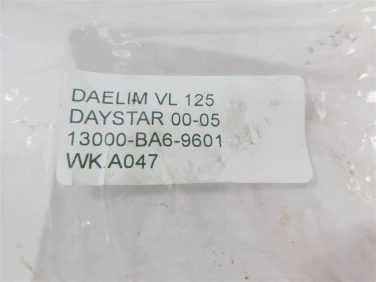 DAELIM VL 125
DAYSTAR 00-05
13000-BA6-9601
WK.A047